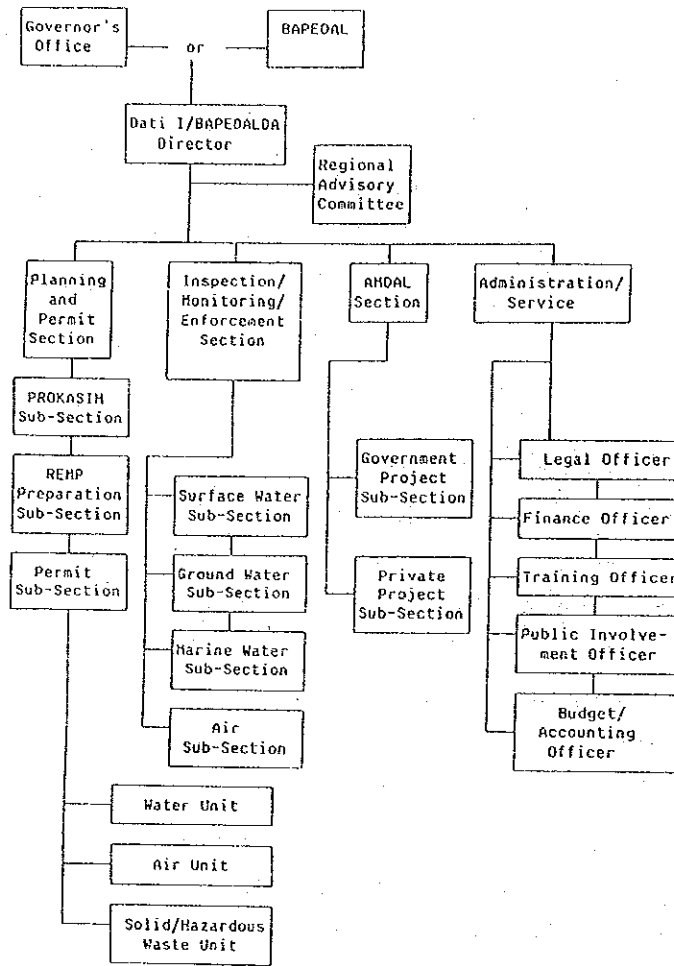 Governor's
Office
or
BAPEDAL
Dati I/BAPEDALDA
Director
Regional
Advisory
Committee
Planning
and
Permit
Section
Inspection/
Monitoring/
Enforcement
Section
AMDAL
Section
Administration/
Service
PROKASIH
Sub-Section
REMP
Preparation
Sub-Section
Permit
Sub-Section
Surface Water
Sub-Section
Ground Water
Sub-Section
Marine Water
Sub-Section
Air
Sub-Section
Government
Project
Sub-Section
Private
Project
Sub-Section
Legal Officer
Finance Officer
Training Officer
Public Involve-
ment Officer
Budget/
Accounting
Officer
Water Unit
Air Unit
Solid/Hazardous
Waste Unit